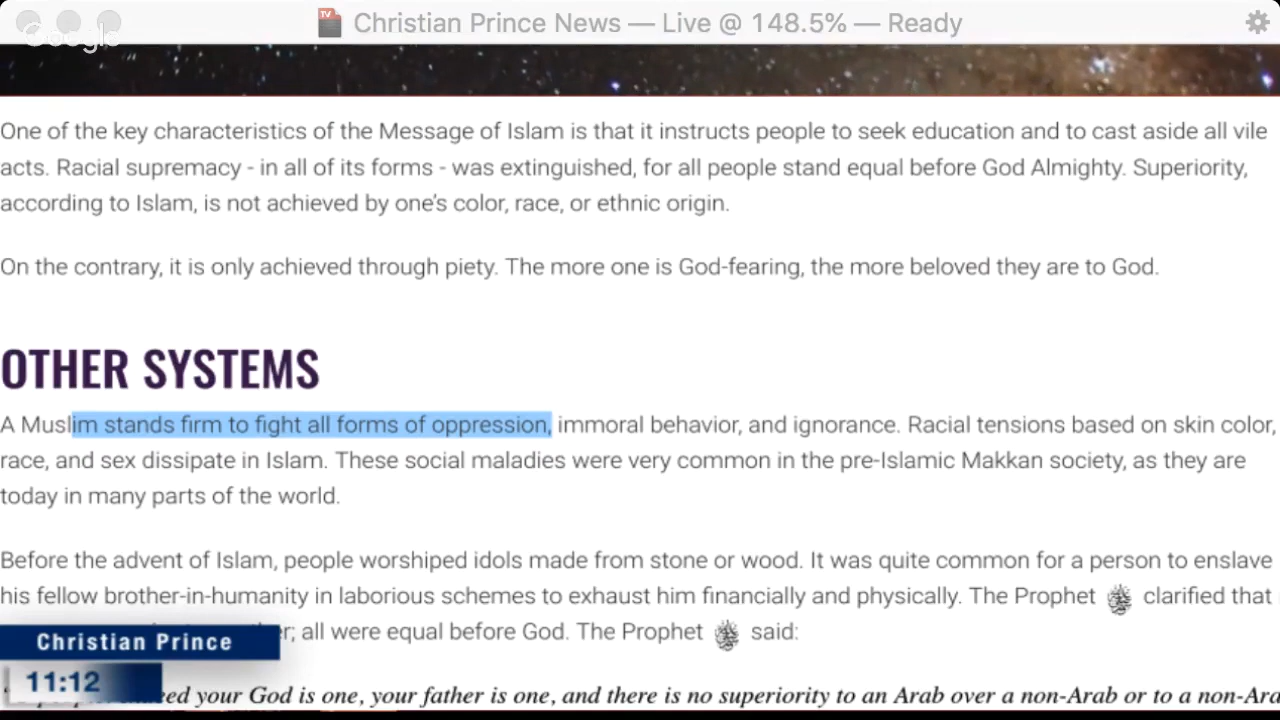 Google
TV
Christian Prince News — Live @ 148.5% — Ready
One of the key characteristics of the Message of Islam is that it instructs people to seek education and to cast aside all vile
acts. Racial supremacy - in all of its forms - was extinguished, for all people stand equal before God Almighty. Superiority,
according to Islam, is not achieved by one's color, race, or ethnic origin.
On the contrary, it is only achieved through piety. The more one is God-fearing, the more beloved they are to God.
OTHER SYSTEMS
A Muslim stands firm to fight all forms of oppression, immoral behavior, and ignorance. Racial tensions based on skin color,
race, and sex dissipate in Islam. These social maladies were very common in the pre-Islamic Makkan society, as they are
today in many parts of the world.
Before the advent of Islam, people worshiped idols made from stone or wood. It was quite common for a person to enslave
his fellow brother-in-humanity in laborious schemes to exhaust him financially and physically. The Prophet ﷺ clarified that
all were equal before God. The Prophet ﷺ said:
Christian Prince
11:12
your God is one, your father is one, and there is no superiority to an Arab over a non-Arab or to a non-Ara